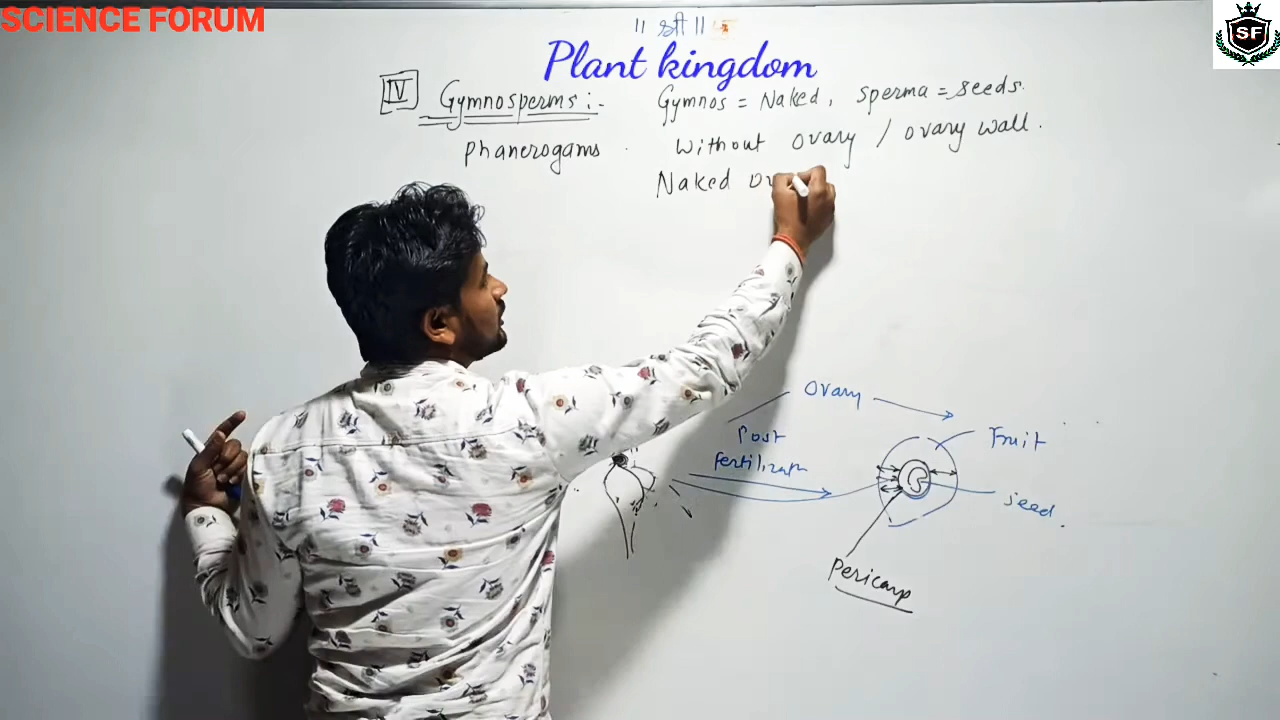 SCIENCE FORUM
SF
|| श्री ||
Plant kingdom
IV Gymnosperms :- Gymnos = Naked, sperma = seeds.
Phanerogams. Without ovary / ovary wall.
Naked ov
ovary
Post
Fruit
seed.
Pericarp